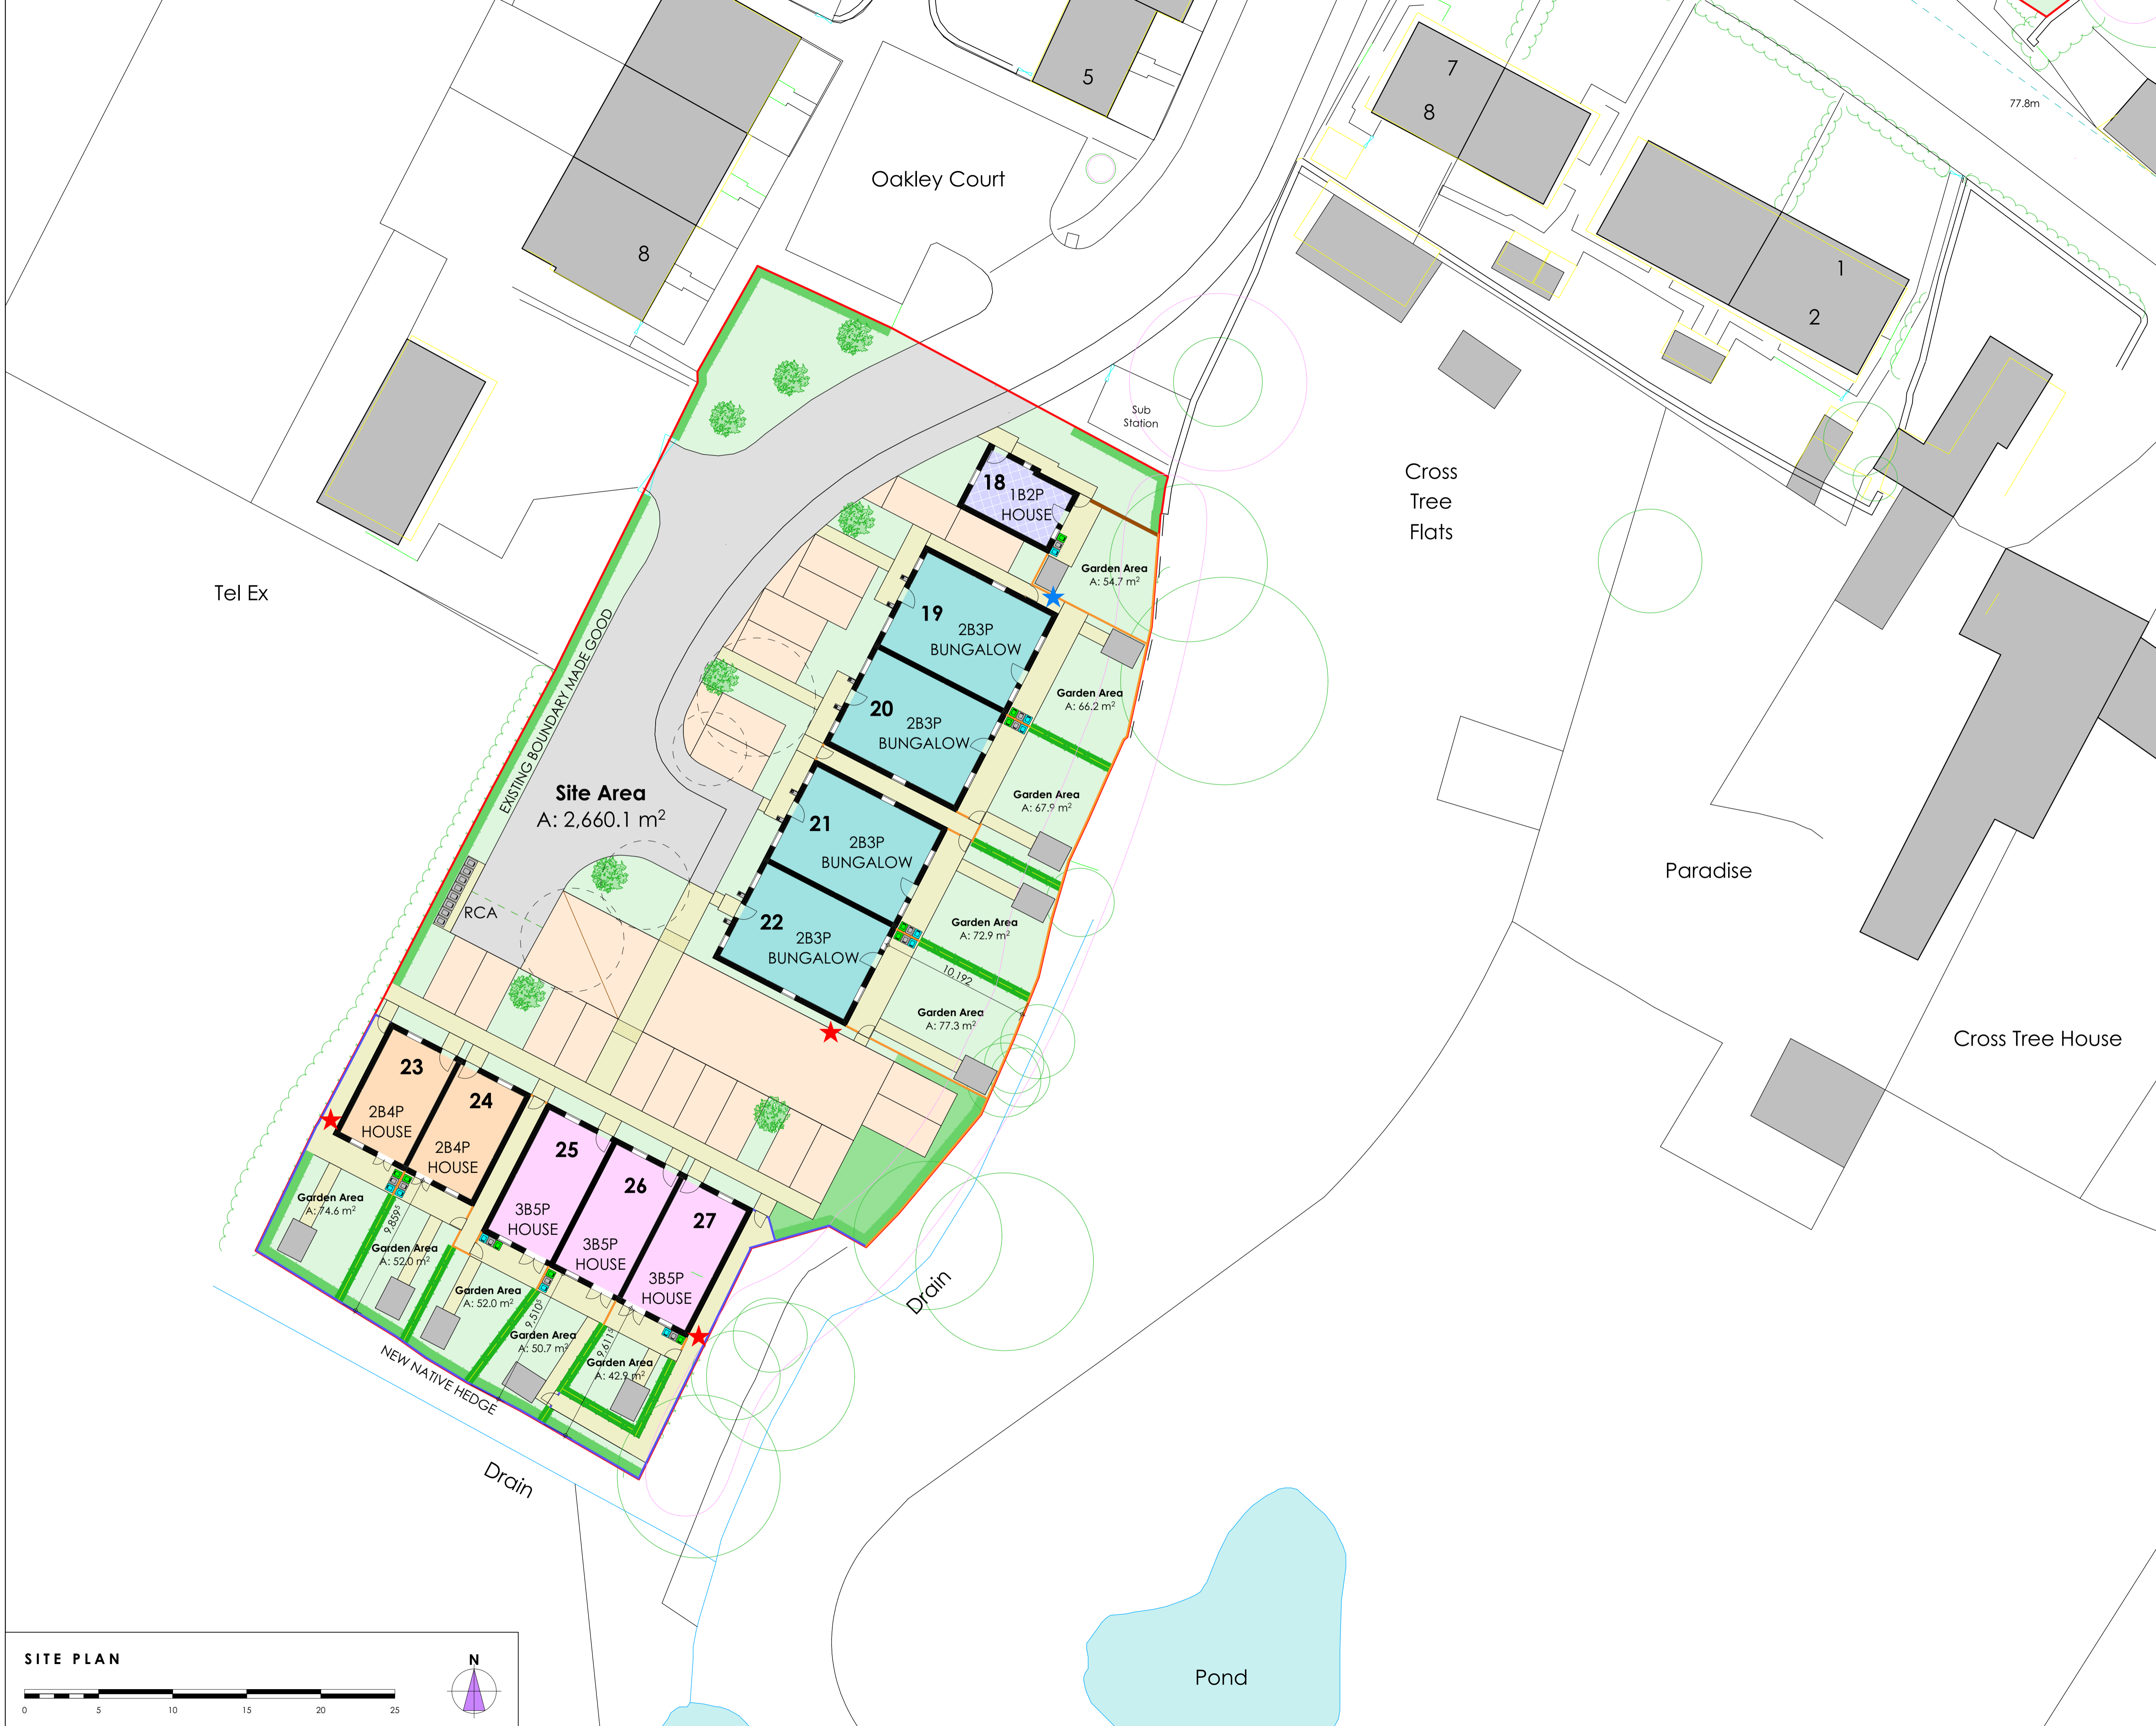 5
7
8
77.8m
Oakley Court
8
1
2
Sub
Station
Cross
Tree
Flats
18
1B2P
HOUSE
Garden Area
A: 54.7 m²
Tel Ex
19
2B3P
BUNGALOW
EXISTING BOUNDARY MADE GOOD
20
2B3P
BUNGALOW
Garden Area
A: 66.2 m²
Site Area
A: 2,660.1 m²
Garden Area
A: 67.9 m²
21
2B3P
BUNGALOW
Paradise
RCA
22
2B3P
BUNGALOW
Garden Area
A: 72.9 m²
10,192
Garden Area
A: 77.3 m²
Cross Tree House
23
2B4P
HOUSE
24
2B4P
HOUSE
25
3B5P
HOUSE
26
3B5P
HOUSE
27
3B5P
HOUSE
Garden Area
A: 74.6 m²
9,859⁵
Garden Area
A: 52.0 m²
Garden Area
A: 52.0 m²
9,510⁵
Garden Area
A: 50.7 m²
9,611⁵
Garden Area
A: 42.9 m²
NEW NATIVE HEDGE
Drain
Drain
Pond
SITE PLAN
N
0 5 10 15 20 25